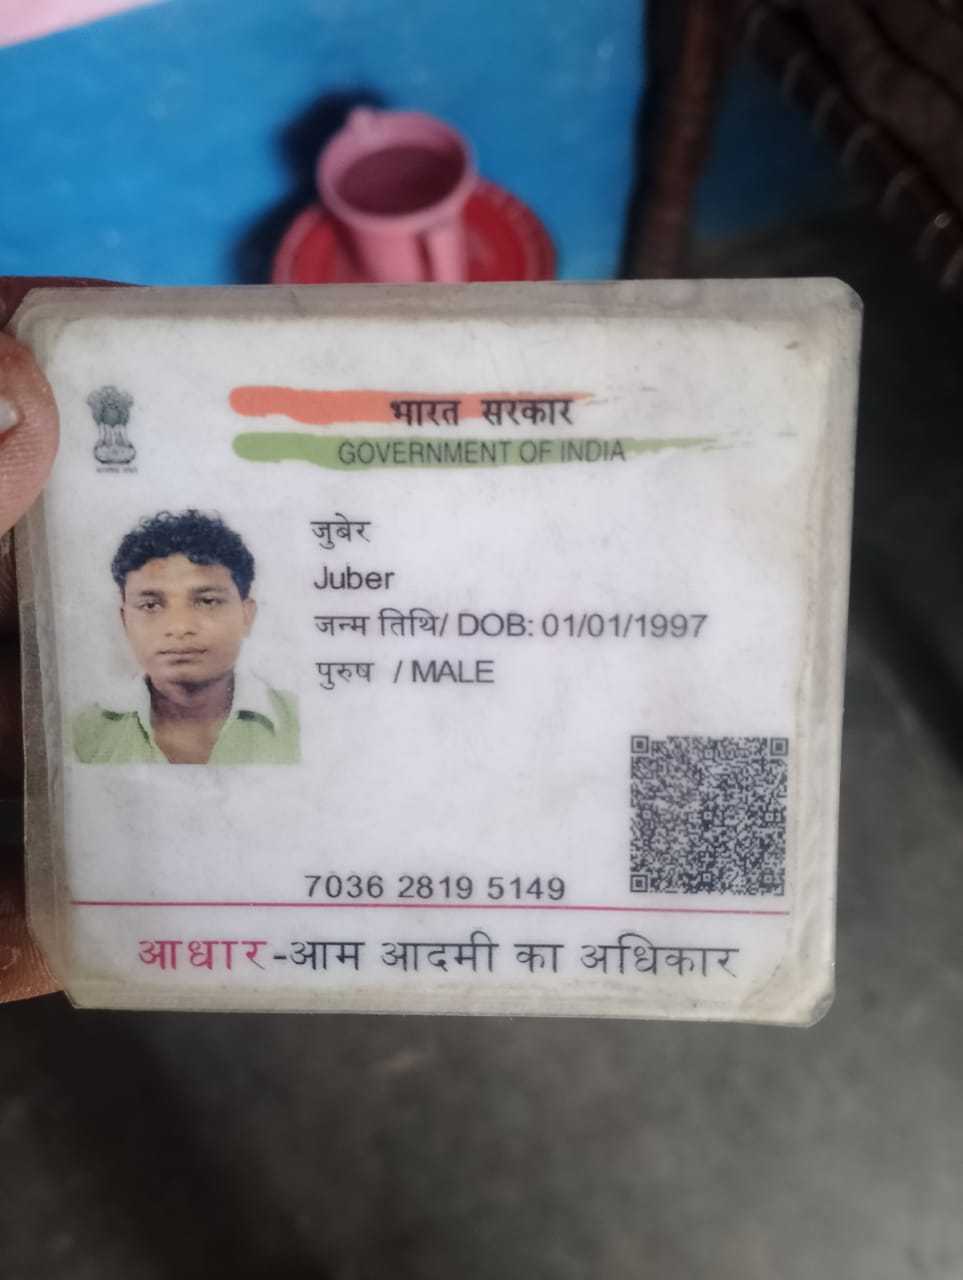 भारत सरकार
GOVERNMENT OF INDIA
जुबेर
Juber
जन्म तिथि/ DOB: 01/01/1997
पुरुष / MALE
7036 2819 5149
आधार-आम आदमी का अधिकार